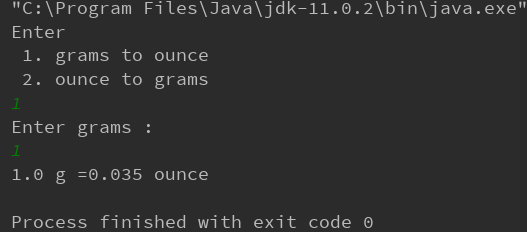 "C:\Program Files\Java\jdk-11.0.2\bin\java.exe"
Enter
 1. grams to ounce
 2. ounce to grams
1
Enter grams :
1
1.0 g =0.035 ounce

Process finished with exit code 0